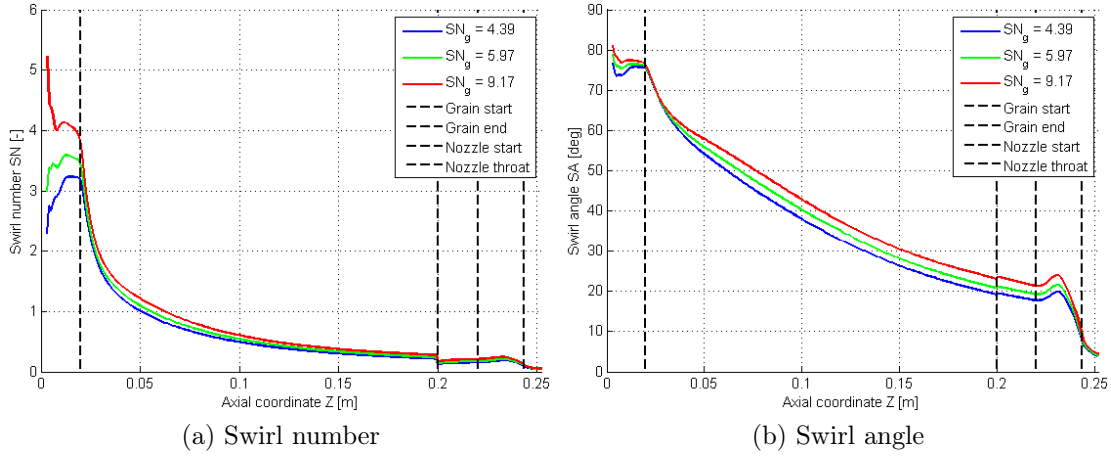 6
5
4
3
2
1
0
Swirl number SN [-]
0
0.05
0.1
0.15
0.2
0.25
Axial coordinate Z [m]
SN_g = 4.39
SN_g = 5.97
SN_g = 9.17
Grain start
Grain end
Nozzle start
Nozzle throat
(a) Swirl number
90
80
70
60
50
40
30
20
10
0
Swirl angle SA [deg]
0
0.05
0.1
0.15
0.2
0.25
Axial coordinate Z [m]
SN_g = 4.39
SN_g = 5.97
SN_g = 9.17
Grain start
Grain end
Nozzle start
Nozzle throat
(b) Swirl angle